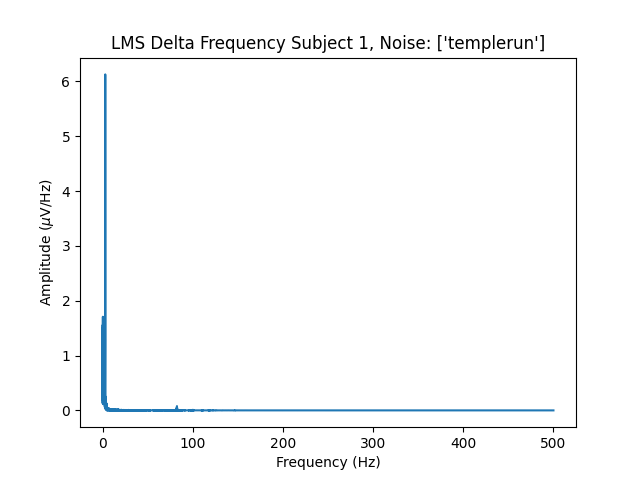 LMS Delta Frequency Subject 1, Noise: ['templerun']
6
5
4
3
2
1
0
Amplitude (μV/Hz)
0 100 200 300 400 500
Frequency (Hz)